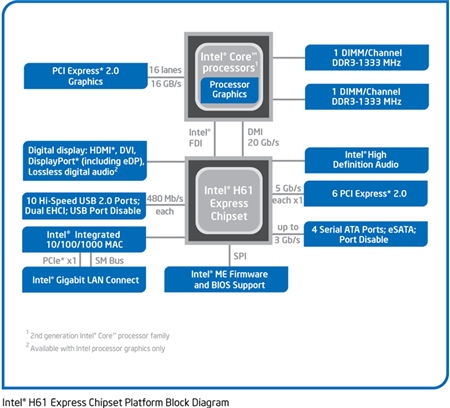 PCI Express* 2.0
Graphics
16 lanes
16 GB/s
Intel® Core™
processors¹
Processor
Graphics
1 DIMM/Channel
DDR3-1333 MHz
1 DIMM/Channel
DDR3-1333 MHz
Intel®
FDI
DMI
20 Gb/s
Digital display: HDMI*, DVI,
DisplayPort* (including eDP),
Lossless digital audio²
Intel® High
Definition Audio
10 Hi-Speed USB 2.0 Ports;
Dual EHCI; USB Port Disable
480 Mb/s
each
Intel® H61
Express
Chipset
5 Gb/s
each x1
6 PCI Express* 2.0
Intel® Integrated
10/100/1000 MAC
up to
3 Gb/s
4 Serial ATA Ports; eSATA;
Port Disable
PCIe* x1
SM Bus
SPI
Intel® Gigabit LAN Connect
Intel® ME Firmware
and BIOS Support
¹ 2nd generation Intel® Core™ processor family
² Available with Intel processor graphics only
Intel® H61 Express Chipset Platform Block Diagram